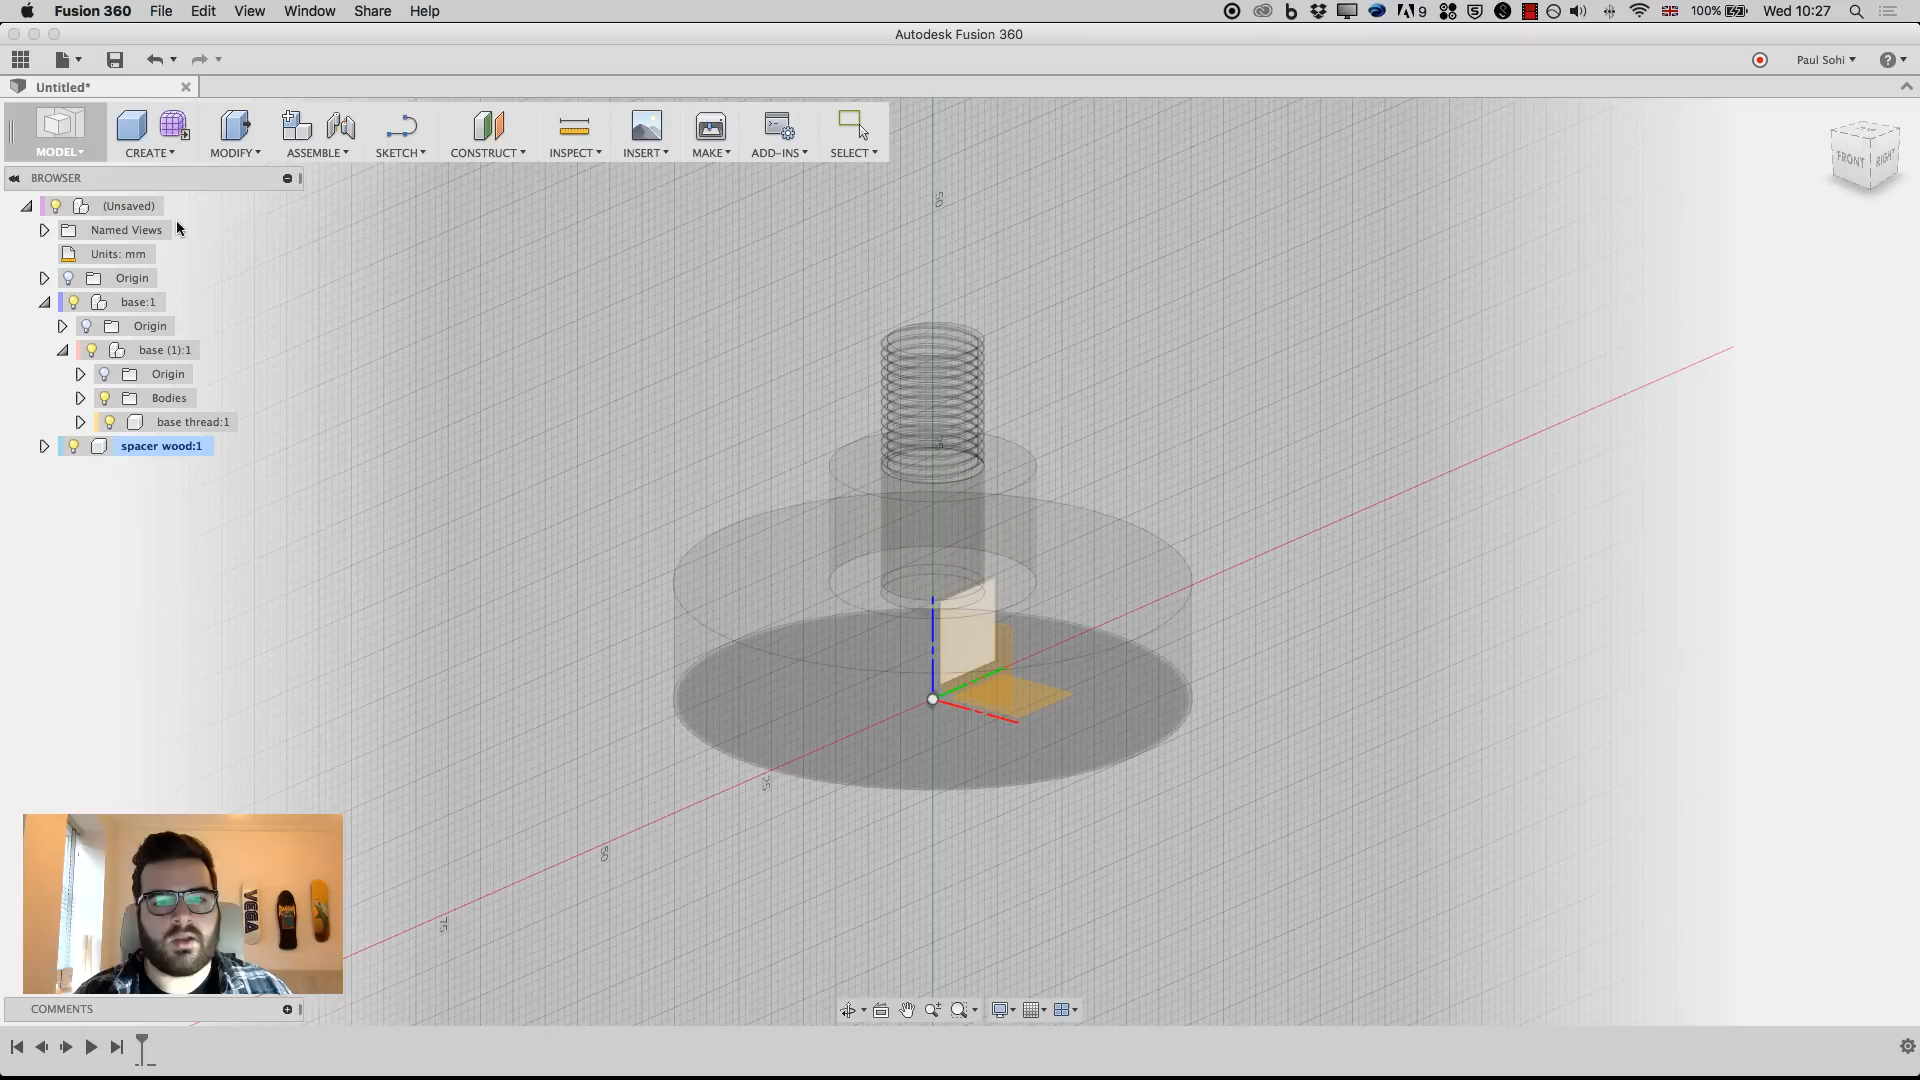 Fusion 360 File Edit View Window Share Help 9 100% Wed 10:27
Autodesk Fusion 360
Paul Sohi ?
Untitled*
MODEL CREATE MODIFY ASSEMBLE SKETCH CONSTRUCT INSPECT INSERT MAKE ADD-INS SELECT
FRONT RIGHT
BROWSER
(Unsaved)
Named Views
Units: mm
Origin
base:1
Origin
base (1):1
Origin
Bodies
base thread:1
spacer wood:1
50
25
25
50
75
VEGA
COMMENTS